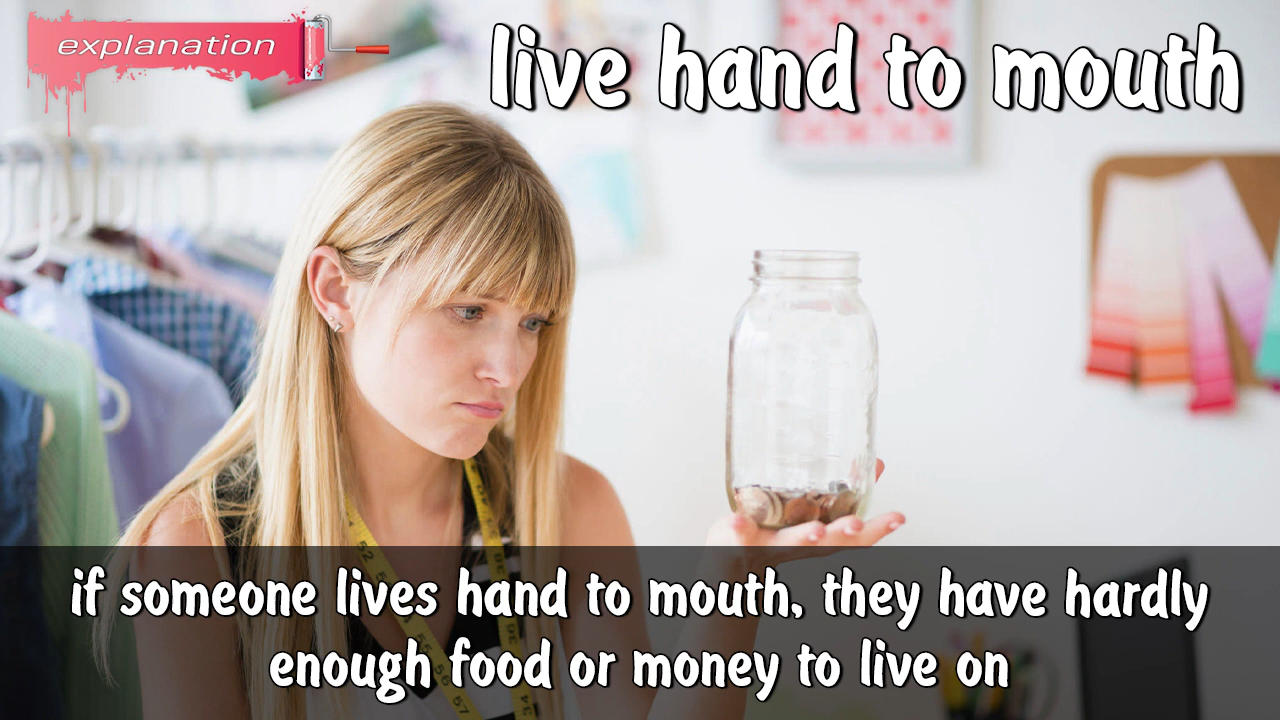 explanation
live hand to mouth
if someone lives hand to mouth, they have hardly
enough food or money to live on